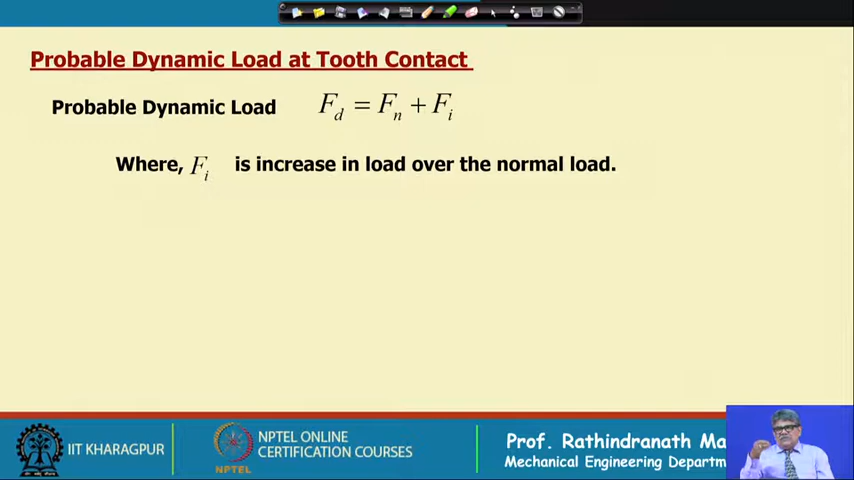 Probable Dynamic Load at Tooth Contact
Probable Dynamic Load F_d = F_n + F_i
Where, F_i is increase in load over the normal load.
IIT KHARAGPUR
NPTEL
NPTEL ONLINE
CERTIFICATION COURSES
Prof. Rathindranath Ma
Mechanical Engineering Departm